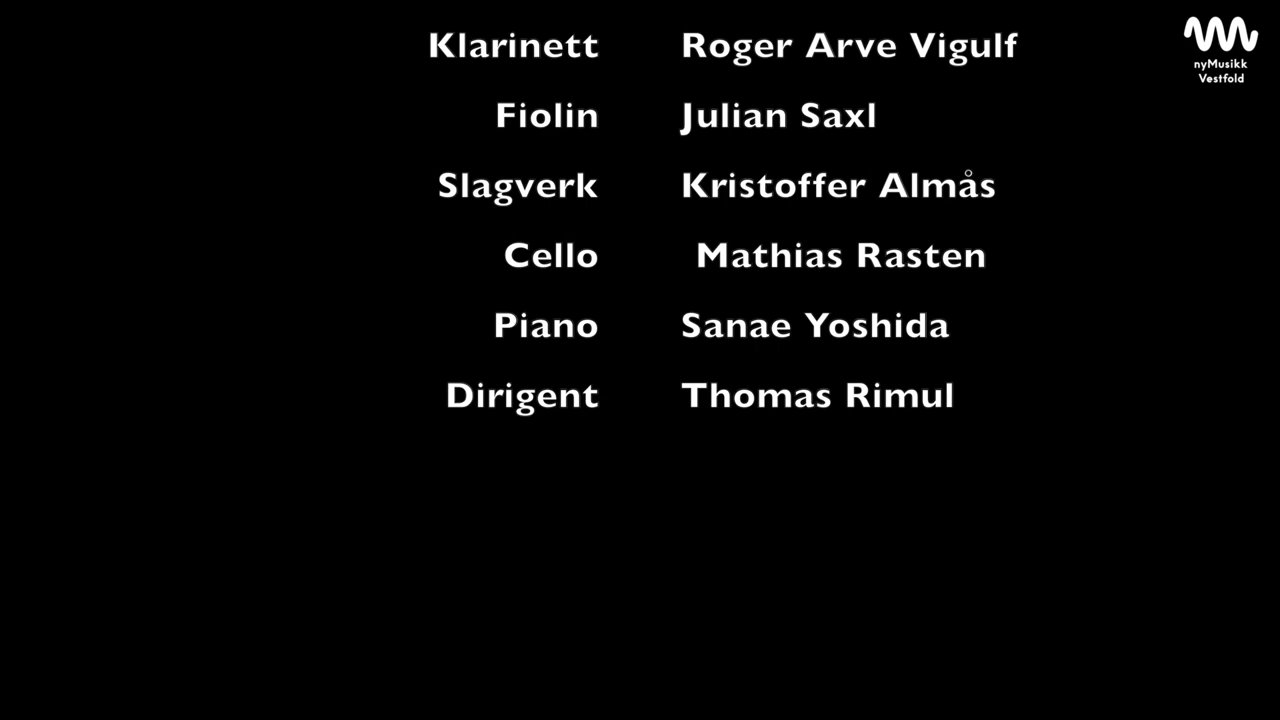 Klarinett Roger Arve Vigulf
Fiolin Julian Saxl
Slagverk Kristoffer Almås
Cello Mathias Rasten
Piano Sanae Yoshida
Dirigent Thomas Rimul
nyMusikk
Vestfold